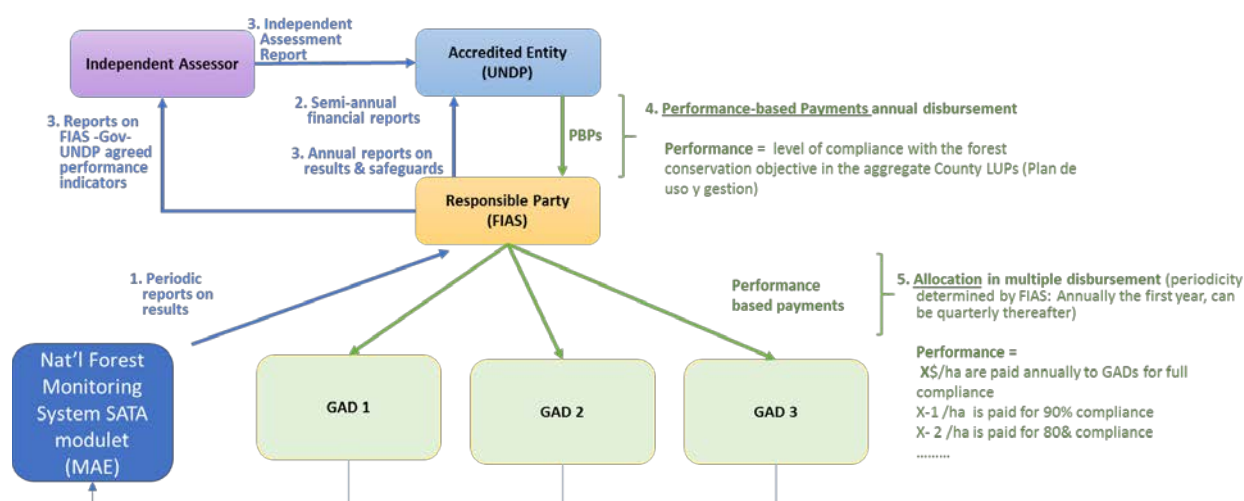 3. Independent
Assessment
Report
Independent Assessor
Accredited Entity
(UNDP)
3. Reports on
FIAS -Gov-
UNDP agreed
performance
indicators
2. Semi-annual
financial reports
3. Annual reports on
results & safeguards
PBPs
4. Performance-based Payments annual disbursement
Performance = level of compliance with the forest
conservation objective in the aggregate County LUPs (Plan de
uso y gestion)
Responsible Party
(FIAS)
1. Periodic
reports on
results
Performance
based payments
5. Allocation in multiple disbursement (periodicity
determined by FIAS: Annually the first year, can
be quarterly thereafter)
Performance =
X$/ha are paid annually to GADs for full
compliance
X-1 /ha is paid for 90% compliance
X- 2 /ha is paid for 80& compliance
.........
Nat'l Forest
Monitoring
System SATA
modulet
(MAE)
GAD 1
GAD 2
GAD 3